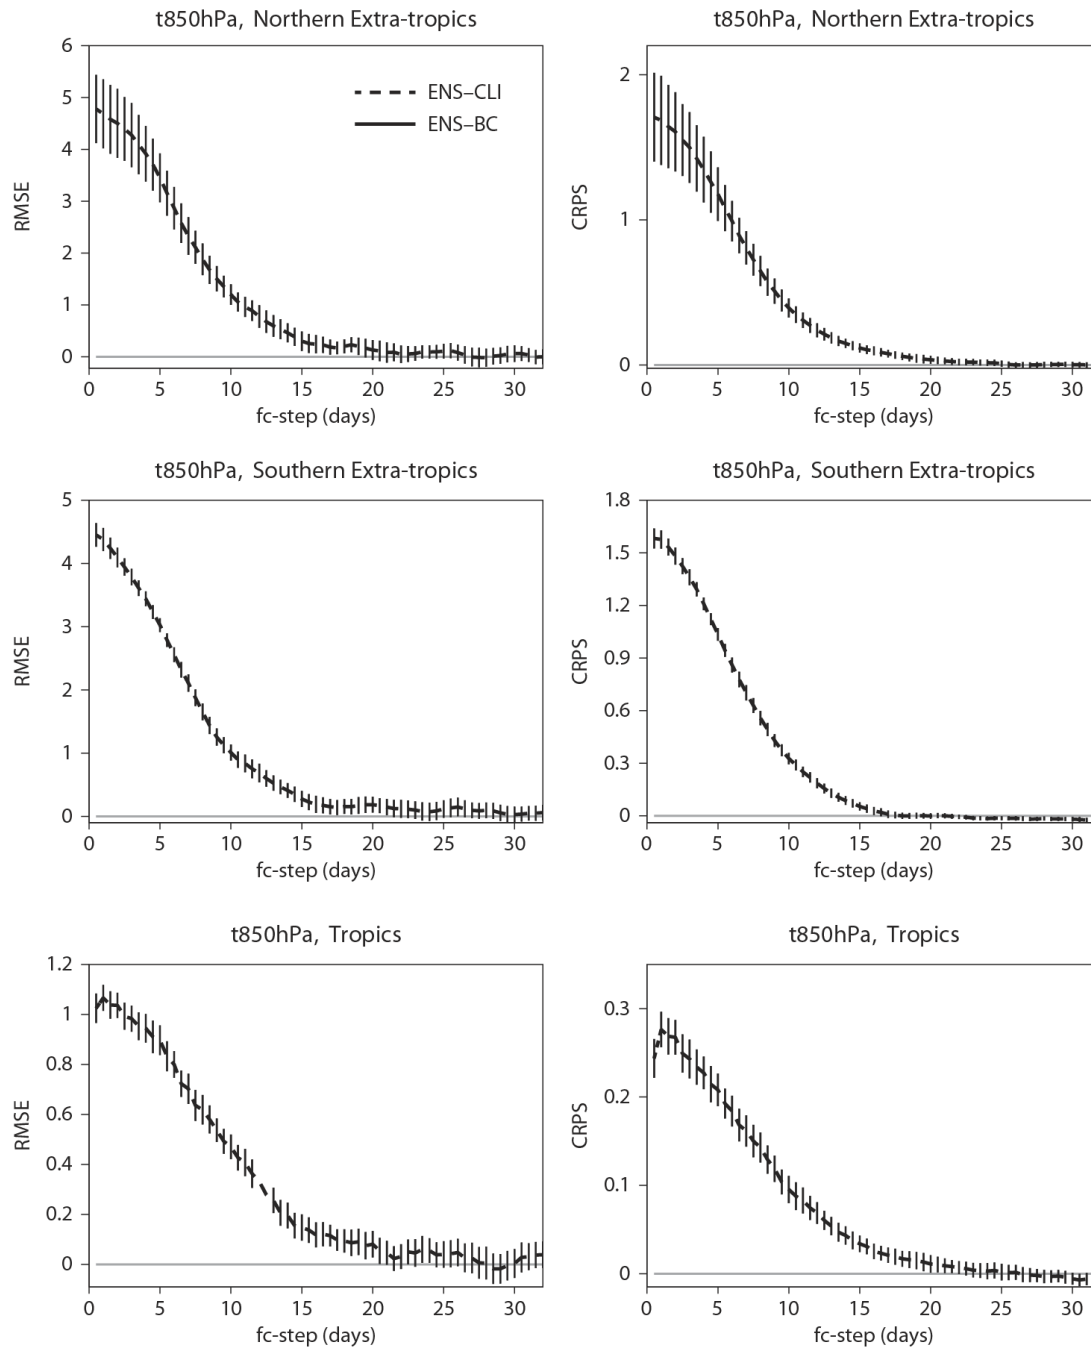 t850hPa, Northern Extra-tropics
6
5
4
3
2
1
0
RMSE
ENS–CLI
ENS–BC
0 5 10 15 20 25 30
fc-step (days)
t850hPa, Northern Extra-tropics
2
1
0
CRPS
0 5 10 15 20 25 30
fc-step (days)
t850hPa, Southern Extra-tropics
5
4
3
2
1
0
RMSE
0 5 10 15 20 25 30
fc-step (days)
t850hPa, Southern Extra-tropics
1.8
1.5
1.2
0.9
0.6
0.3
0
CRPS
0 5 10 15 20 25 30
fc-step (days)
t850hPa, Tropics
1.2
1
0.8
0.6
0.4
0.2
0
RMSE
0 5 10 15 20 25 30
fc-step (days)
t850hPa, Tropics
0.3
0.2
0.1
0
CRPS
0 5 10 15 20 25 30
fc-step (days)